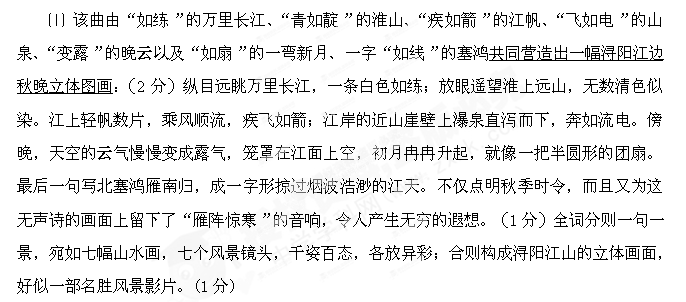 ⑴ 该曲由“如练”的万里长江、“青如靛”的淮山、“疾如箭”的江帆、“飞如电”的山
泉、“变露”的晚云以及“如扇”的一弯新月、一字“如线”的塞鸿共同营造出一幅浔阳江边
秋晚立体图画：（2 分）纵目远眺万里长江，一条白色如练；放眼遥望淮上远山，无数清色似
染。江上轻帆数片，乘风顺流，疾飞如箭；江岸的近山崖壁上瀑泉直泻而下，奔如流电。傍
晚，天空的云气慢慢变成露气，笼罩在江面上空，初月冉冉升起，就像一把半圆形的团扇。
最后一句写北塞鸿雁南归，成一字形掠过烟波浩渺的江天。不仅点明秋季时令，而且又为这
无声诗的画面上留下了“雁阵惊寒”的音响，令人产生无穷的遐想。（1 分）全词分则一句一
景，宛如七幅山水画，七个风景镜头，千姿百态，各放异彩；合则构成浔阳江山的立体画面，
好似一部名胜风景影片。（1 分）